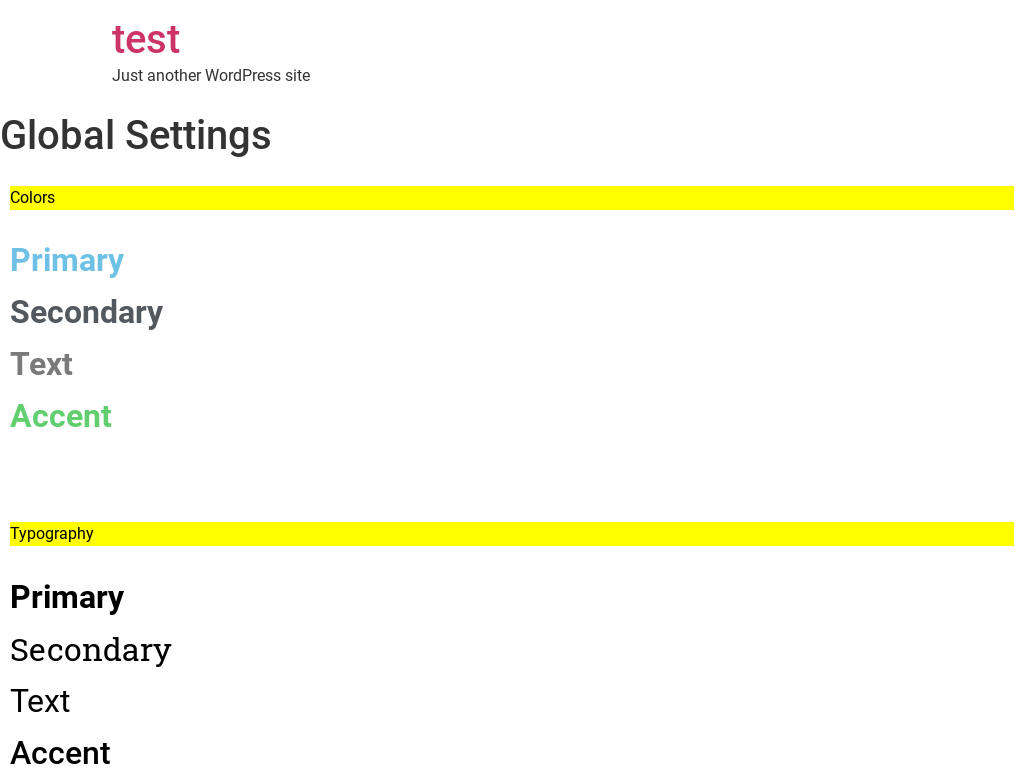 test
Just another WordPress site
Global Settings
Colors
Primary
Secondary
Text
Accent
Typography
Primary
Secondary
Text
Accent